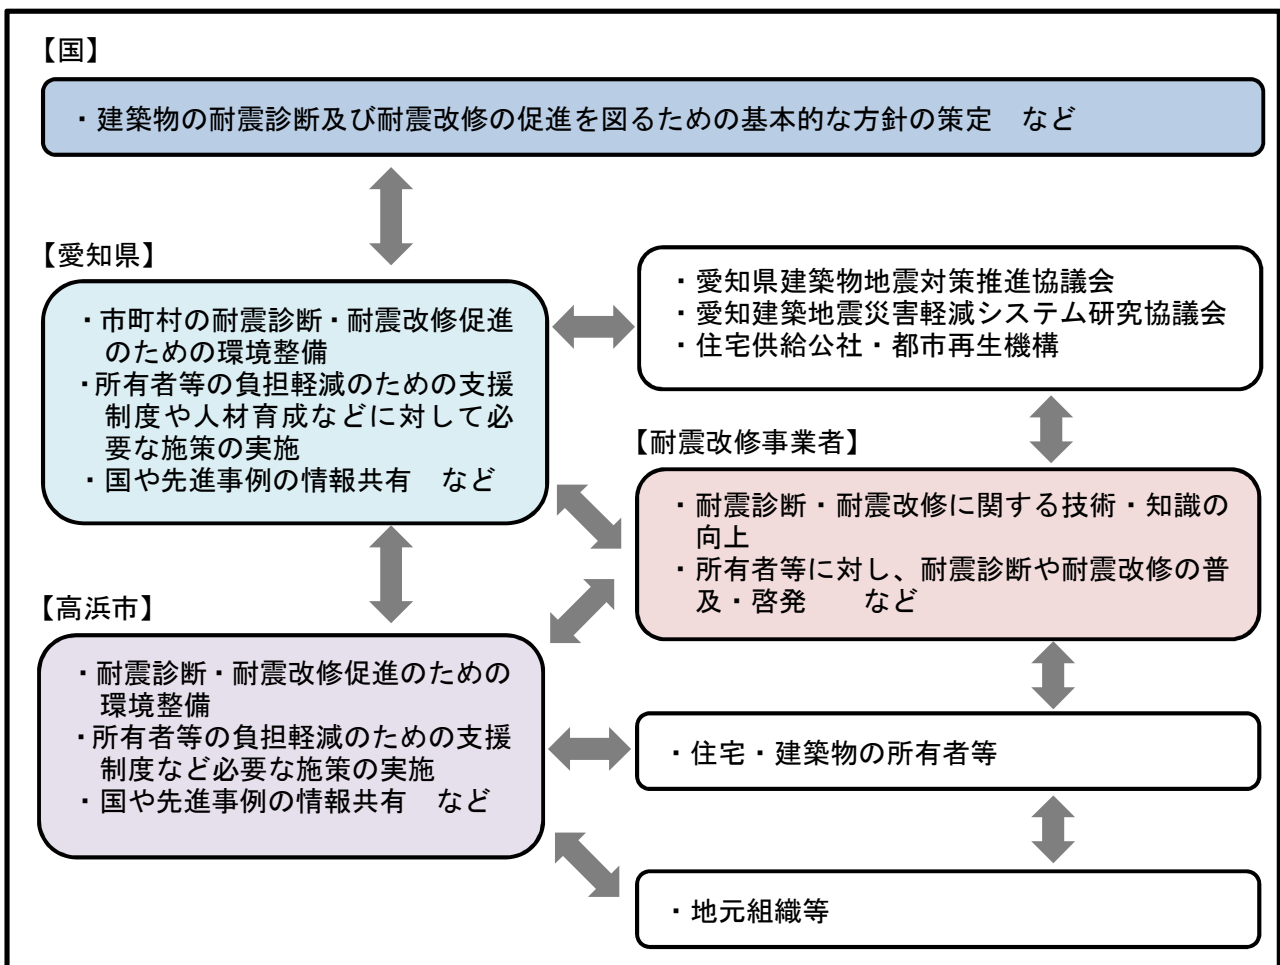 【国】
・建築物の耐震診断及び耐震改修の促進を図るための基本的な方針の策定　など
【愛知県】
・市町村の耐震診断・耐震改修促進
のための環境整備
・所有者等の負担軽減のための支援
制度や人材育成などに対して必
要な施策の実施
・国や先進事例の情報共有　など
・愛知県建築物地震対策推進協議会
・愛知建築地震災害軽減システム研究協議会
・住宅供給公社・都市再生機構
【耐震改修事業者】
・耐震診断・耐震改修に関する技術・知識の
向上
・所有者等に対し、耐震診断や耐震改修の普
及・啓発　　など
【高浜市】
・耐震診断・耐震改修促進のための
環境整備
・所有者等の負担軽減のための支援
制度など必要な施策の実施
・国や先進事例の情報共有　など
・住宅・建築物の所有者等
・地元組織等